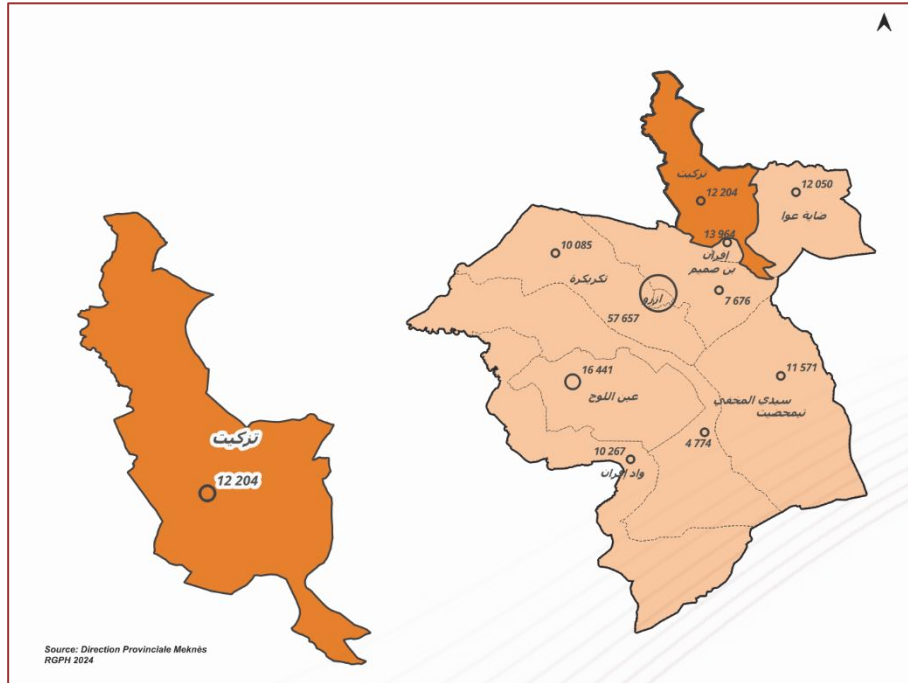 تزكيت
12 204
Source: Direction Provinciale Meknès
RGPH 2024
تزكيت
12 204
12 050
ضاية عوا
13 964
إفران
بن صميم
7 676
10 085
تكريكرة
ازرو
57 657
16 441
عين اللوح
11 571
سيدي المخفي
تيمحضيت
4 774
10 267
واد إفران